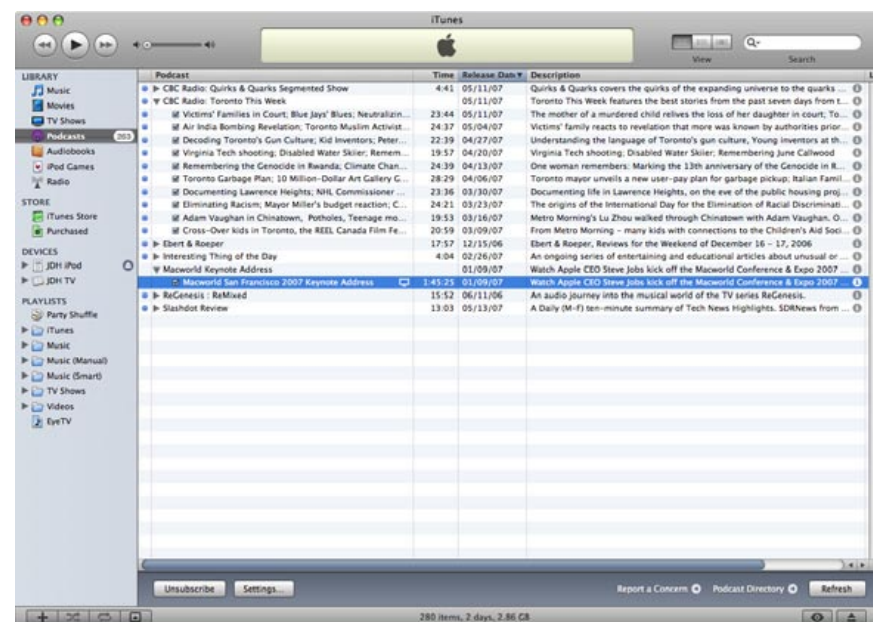 iTunes
View
Search
LIBRARY
Music
Movies
TV Shows
Podcasts 203
Audiobooks
iPod Games
Radio
STORE
iTunes Store
Purchased
DEVICES
JDH iPod
JDH TV
PLAYLISTS
Party Shuffle
iTunes
Music
Music (Manual)
Music (Smart)
TV Shows
Videos
EyeTV
Podcast Time Release Date Description
CBC Radio: Quirks & Quarks Segmented Show 4:41 05/11/07 Quirks & Quarks covers the quirks of the expanding universe to the quarks ...
CBC Radio: Toronto This Week 05/11/07 Toronto This Week features the best stories from the past seven days from t...
Victims' Families in Court; Blue Jays' Blues; Neutralizin... 23:44 05/11/07 The mother of a murdered child relives the loss of her daughter in court; To...
Air India Bombing Revelation; Toronto Muslim Activist... 24:37 05/04/07 Victims' family reacts to revelation that more was known by authorities prior...
Decoding Toronto's Gun Culture; Kid Inventors; Peter... 22:39 04/27/07 Understanding the language of Toronto's gun culture, Young inventors at th...
Virginia Tech shooting; Disabled Water Skiier; Remem... 19:57 04/20/07 Virginia Tech shooting; Disabled Water Skiier; Remembering June Callwood
Remembering the Genocide in Rwanda; Climate Chan... 24:39 04/13/07 One woman remembers: Marking the 13th anniversary of the Genocide in R...
Toronto Garbage Plan; 10 Million-Dollar Art Gallery G... 28:29 04/06/07 Toronto mayor unveils a new user-pay plan for garbage pickup; Italian Famil...
Documenting Lawrence Heights; NHL Commissioner ... 23:36 03/30/07 Documenting life in Lawrence Heights, on the eve of the public housing proj...
Eliminating Racism; Mayor Miller's budget reaction; C... 24:21 03/23/07 The origins of the International Day for the Elimination of Racial Discriminati...
Adam Vaughan in Chinatown, Potholes, Teenage mo... 19:53 03/16/07 Metro Morning's Lu Zhou walked through Chinatown with Adam Vaughan. O...
Cross-Over kids in Toronto, the REEL Canada Film Fe... 20:59 03/09/07 From Metro Morning - many kids with connections to the Children's Aid Soci...
Ebert & Roeper 17:57 12/15/06 Ebert & Roeper, Reviews for the Weekend of December 16 - 17, 2006
Interesting Thing of the Day 4:04 02/26/07 An ongoing series of entertaining and educational articles about unusual or ...
Macworld Keynote Address 01/09/07 Watch Apple CEO Steve Jobs kick off the Macworld Conference & Expo 2007 ...
Macworld San Francisco 2007 Keynote Address 1:45:25 01/09/07 Watch Apple CEO Steve Jobs kick off the Macworld Conference & Expo 2007 ...
ReGenesis : ReMixed 15:52 06/11/06 An audio journey into the musical world of the TV series ReGenesis.
Slashdot Review 13:03 05/13/07 A Daily (M-F) ten-minute summary of Tech News Highlights. SDRNews from ...
Unsubscribe Settings... Report a Concern Podcast Directory Refresh
280 items, 2 days, 2.86 GB